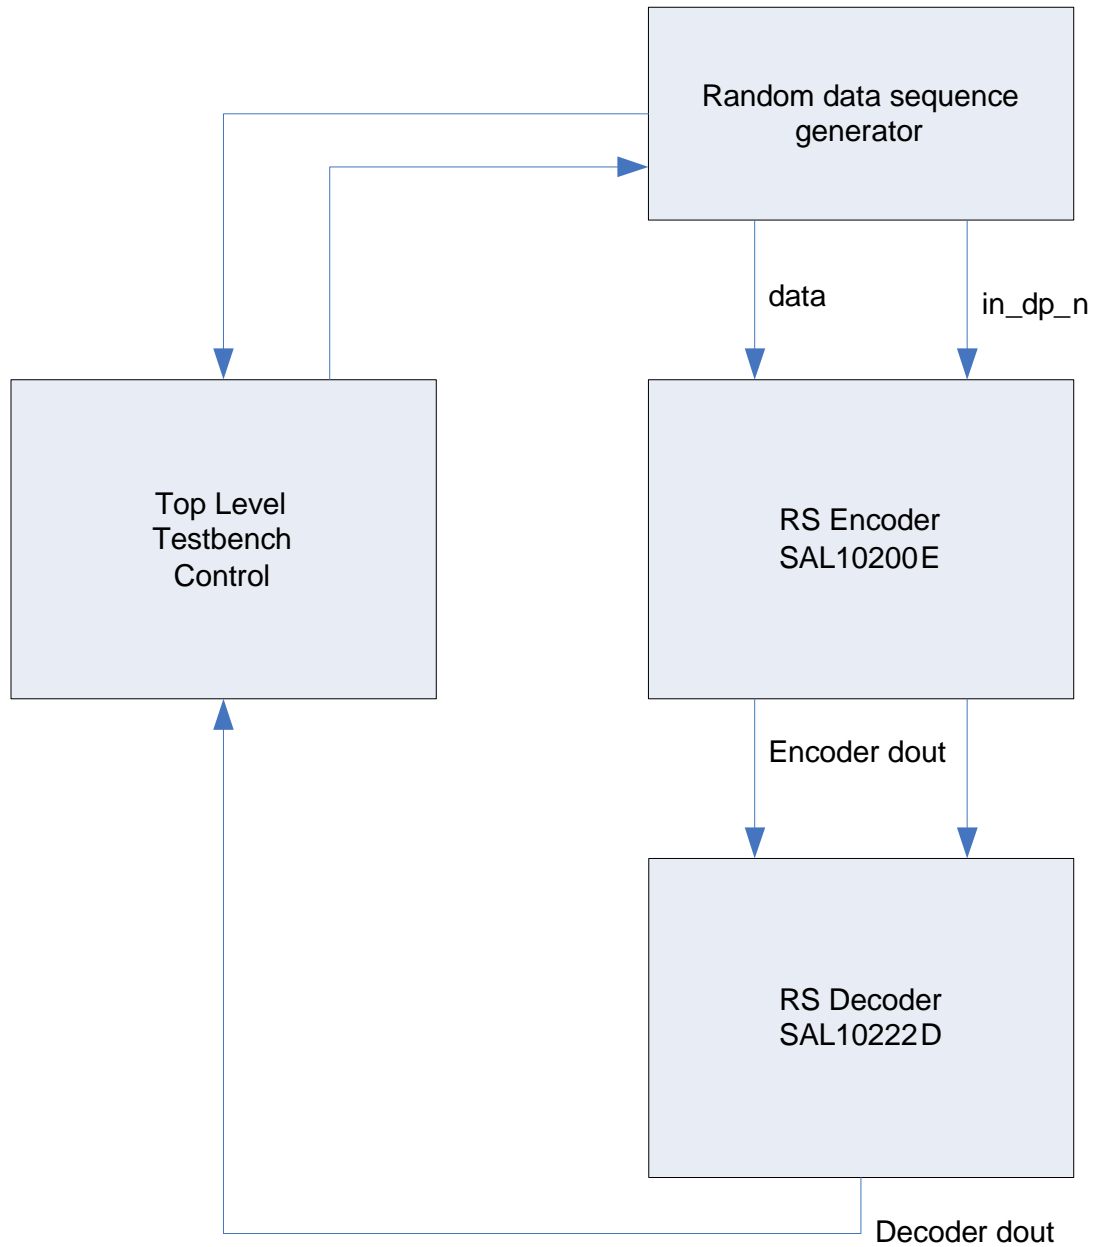 Random data sequence
generator
data
in_dp_n
Top Level
Testbench
Control
RS Encoder
SAL10200E
Encoder dout
RS Decoder
SAL10222D
Decoder dout